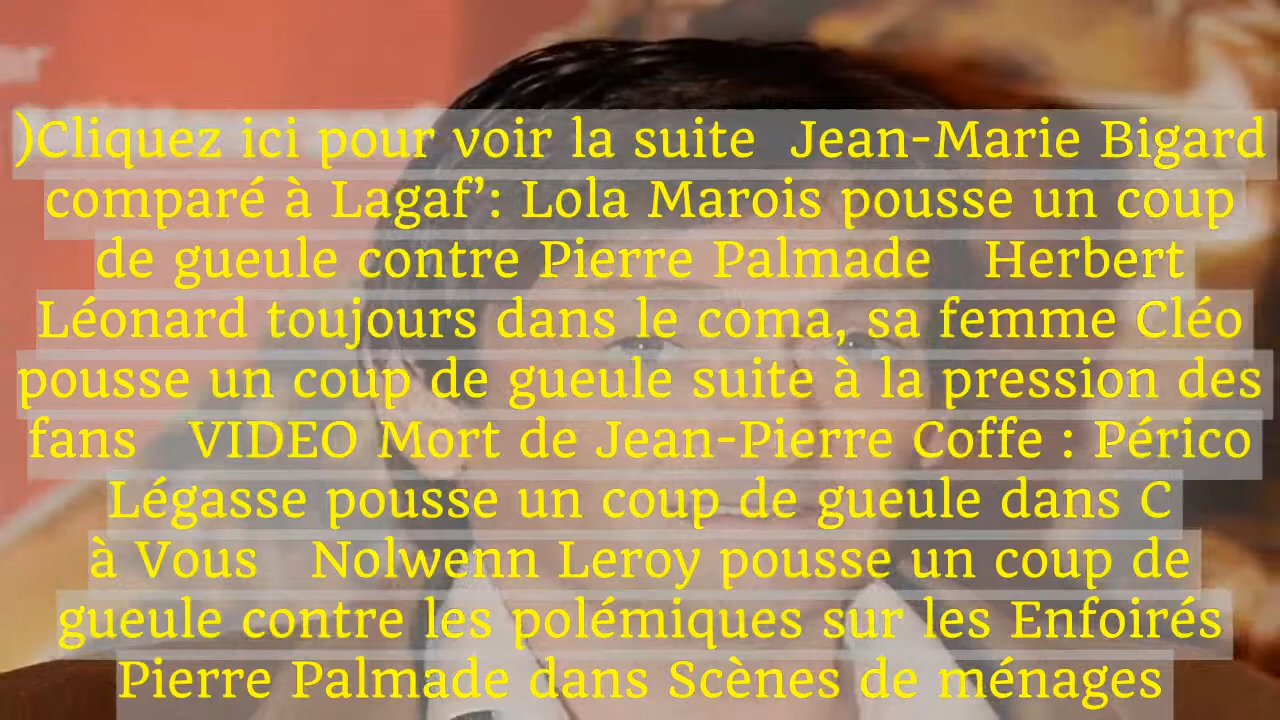 )Cliquez ici pour voir la suite  Jean-Marie Bigard
comparé à Lagaf’: Lola Marois pousse un coup
de gueule contre Pierre Palmade   Herbert
Léonard toujours dans le coma, sa femme Cléo
pousse un coup de gueule suite à la pression des
fans   VIDEO Mort de Jean-Pierre Coffe : Périco
Légasse pousse un coup de gueule dans C
à Vous   Nolwenn Leroy pousse un coup de
gueule contre les polémiques sur les Enfoirés
Pierre Palmade dans Scènes de ménages